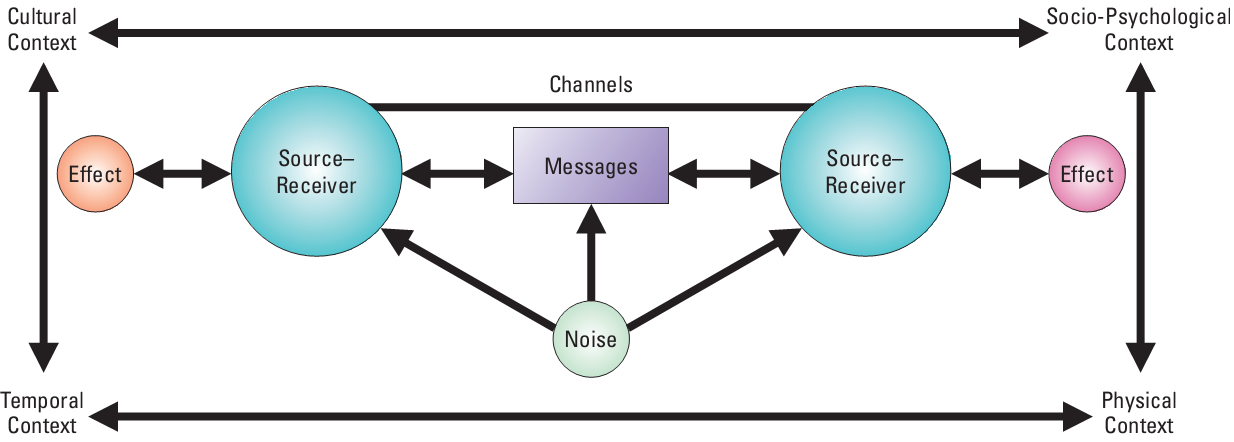 Cultural
Context
Socio-Psychological
Context
Channels
Effect
Source–
Receiver
Messages
Source–
Receiver
Effect
Noise
Temporal
Context
Physical
Context